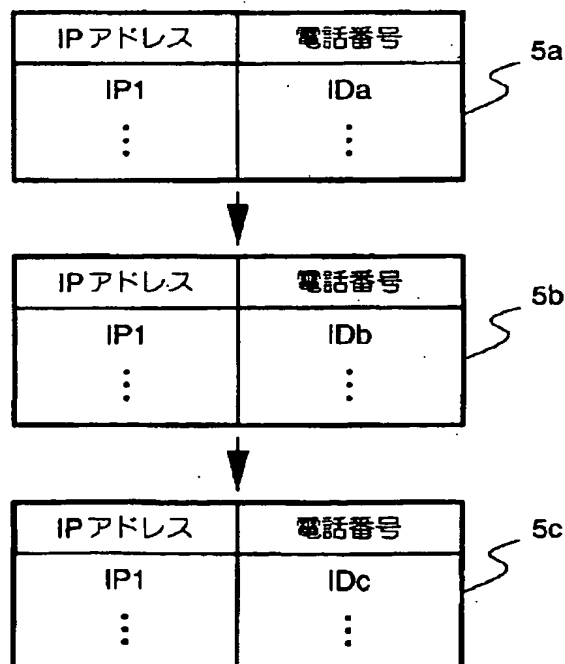 IPアドレス 電話番号
5a
IP1 IDa
⋮ ⋮
IPアドレス 電話番号
5b
IP1 IDb
⋮ ⋮
IPアドレス 電話番号
5c
IP1 IDc
⋮ ⋮